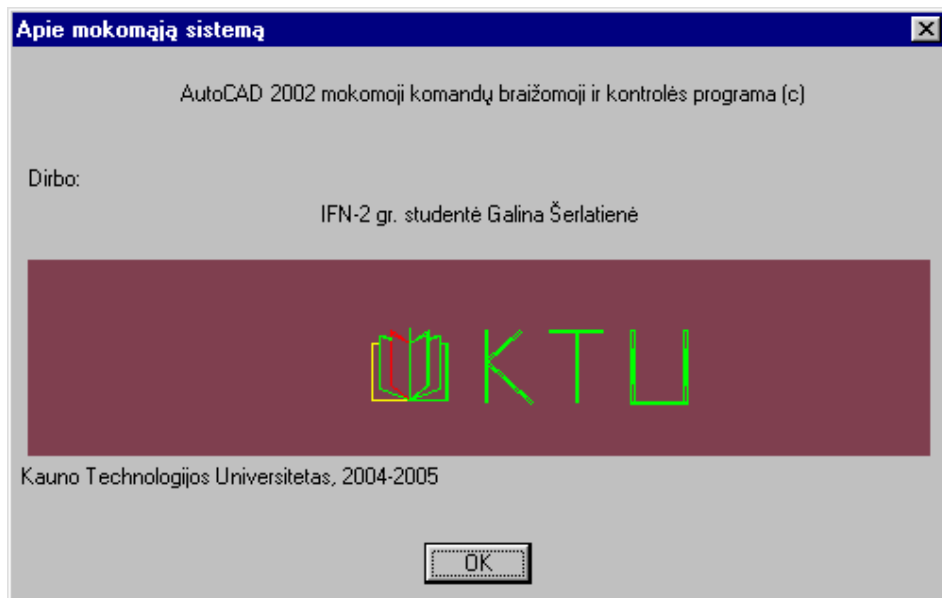 Apie mokomąją sistemą
AutoCAD 2002 mokomoji komandų braižomoji ir kontrolės programa (c)
Dirbo:
IFN-2 gr. studentė Galina Šerlatienė
KTU
Kauno Technologijos Universitetas, 2004-2005
OK